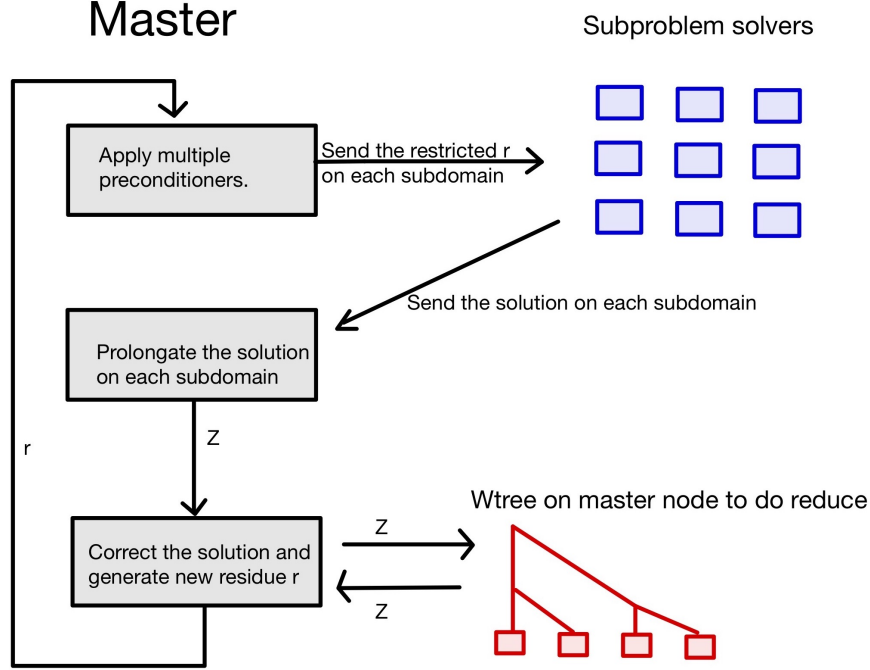 Master
Subproblem solvers
Apply multiple
preconditioners.
Send the restricted r
on each subdomain
Send the solution on each subdomain
Prolongate the solution
on each subdomain
Z
r
Wtree on master node to do reduce
Correct the solution and
generate new residue r
Z
Z